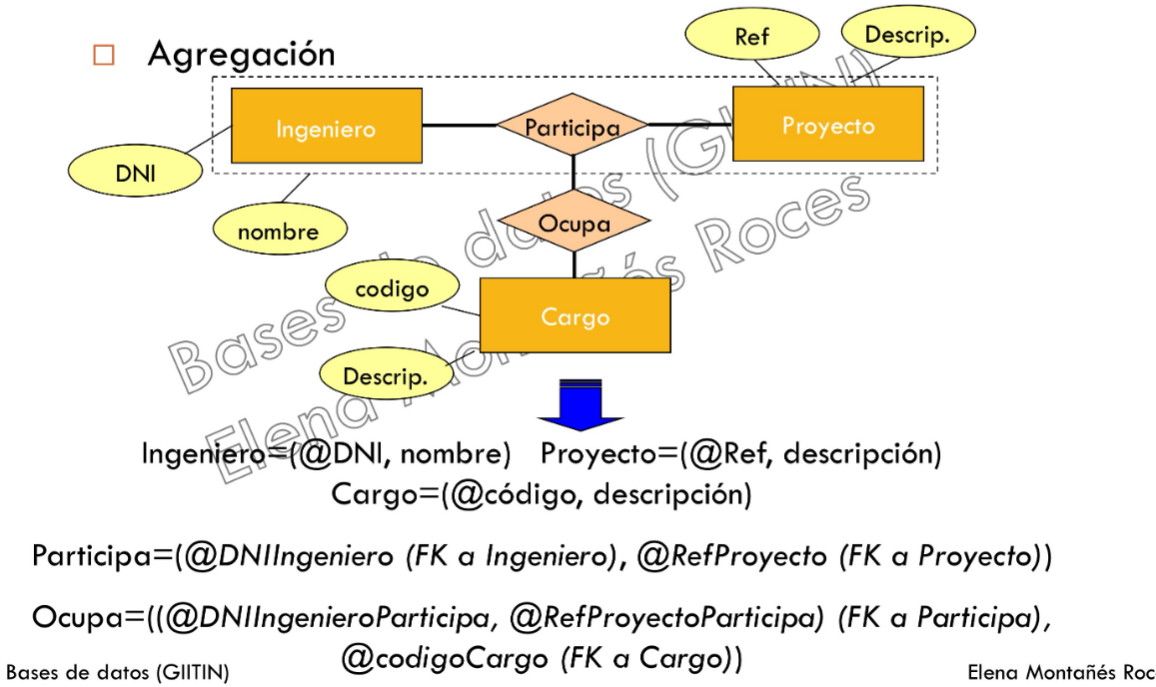 Agregación
Ref
Descrip.
Ingeniero
Participa
Proyecto
DNI
nombre
Ocupa
codigo
Cargo
Descrip.
Bases de datos (GIITIN)
Elena Montañés Roces
Ingeniero=(@DNI, nombre) Proyecto=(@Ref, descripción)
Cargo=(@código, descripción)
Participa=(@DNIIngeniero (FK a Ingeniero), @RefProyecto (FK a Proyecto))
Ocupa=((@DNIIngenieroParticipa, @RefProyectoParticipa) (FK a Participa),
@codigoCargo (FK a Cargo))
Bases de datos (GIITIN)
Elena Montañés Roc